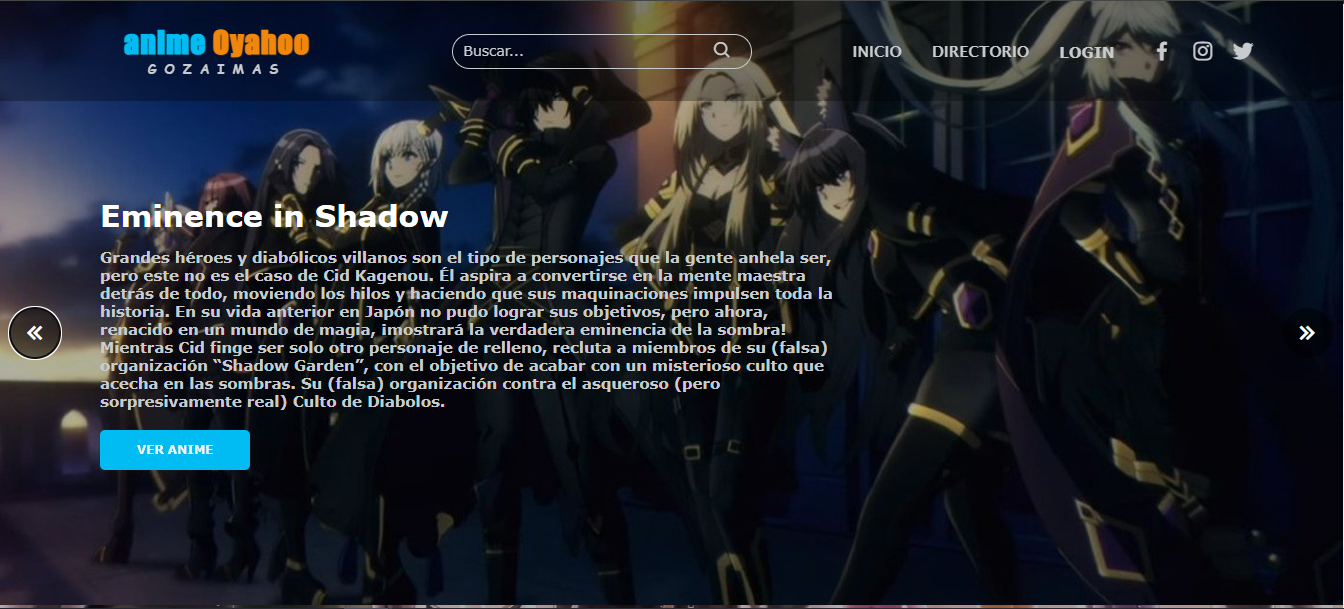 anime Oyahoo
GOZAIMAS
Buscar...
INICIO
DIRECTORIO
LOGIN
Eminence in Shadow
Grandes héroes y diabólicos villanos son el tipo de personajes que la gente anhela ser,
pero este no es el caso de Cid Kagenou. Él aspira a convertirse en la mente maestra
detrás de todo, moviendo los hilos y haciendo que sus maquinaciones impulsen toda la
historia. En su vida anterior en Japón no pudo lograr sus objetivos, pero ahora,
renacido en un mundo de magia, imostrará la verdadera eminencia de la sombra!
Mientras Cid finge ser solo otro personaje de relleno, recluta a miembros de su (falsa)
organización “Shadow Garden”, con el objetivo de acabar con un misterioso culto que
acecha en las sombras. Su (falsa) organización contra el asqueroso (pero
sorpresivamente real) Culto de Diabolos.
VER ANIME